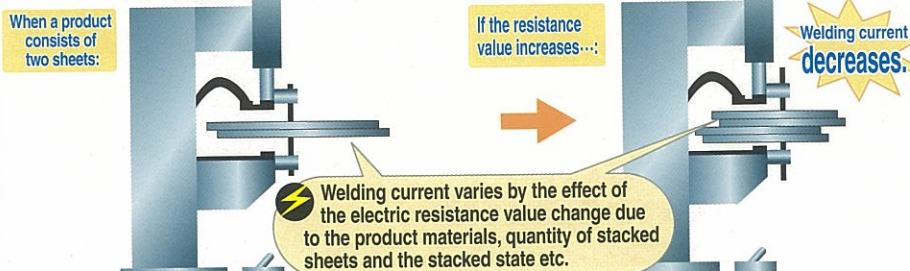 When a product
consists of
two sheets:
If the resistance
value increases···:
Welding current
decreases.
Welding current varies by the effect of
the electric resistance value change due
to the product materials, quantity of stacked
sheets and the stacked state etc.